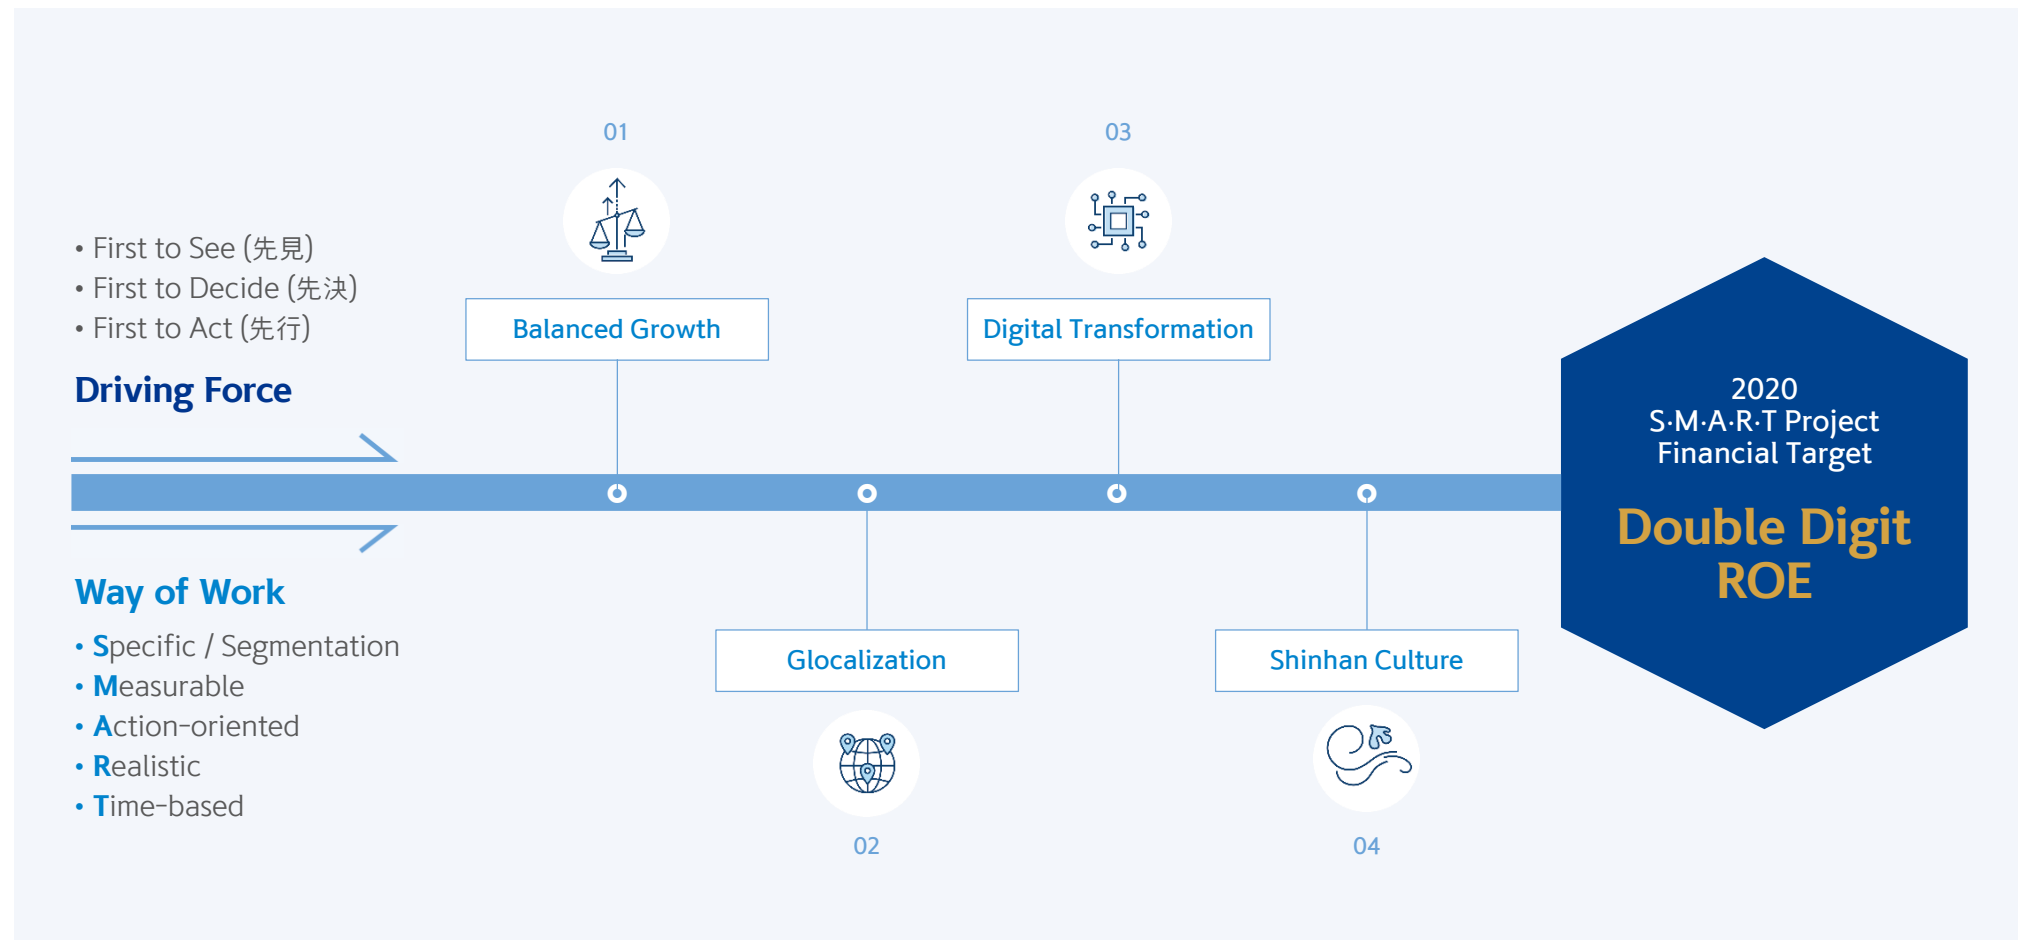 • First to See (先見)
• First to Decide (先決)
• First to Act (先行)
Driving Force
Way of Work
• Specific / Segmentation
• Measurable
• Action-oriented
• Realistic
• Time-based
01
Balanced Growth
Glocalization
02
03
Digital Transformation
Shinhan Culture
04
2020
S·M·A·R·T Project
Financial Target
Double Digit
ROE